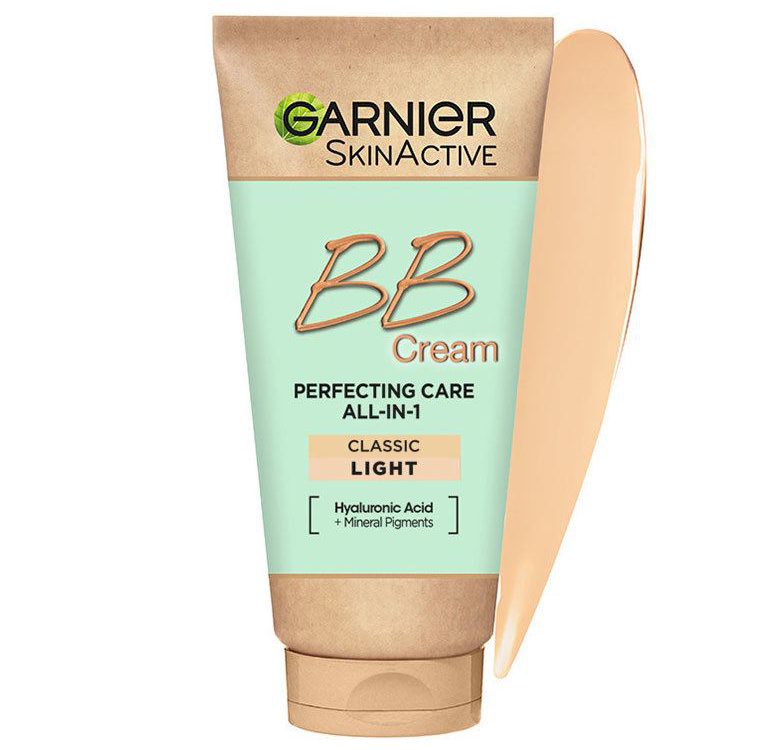 GARNIER
SKINACTIVE
BB
Cream
PERFECTING CARE
ALL-IN-1
CLASSIC
LIGHT
Hyaluronic Acid
+ Mineral Pigments